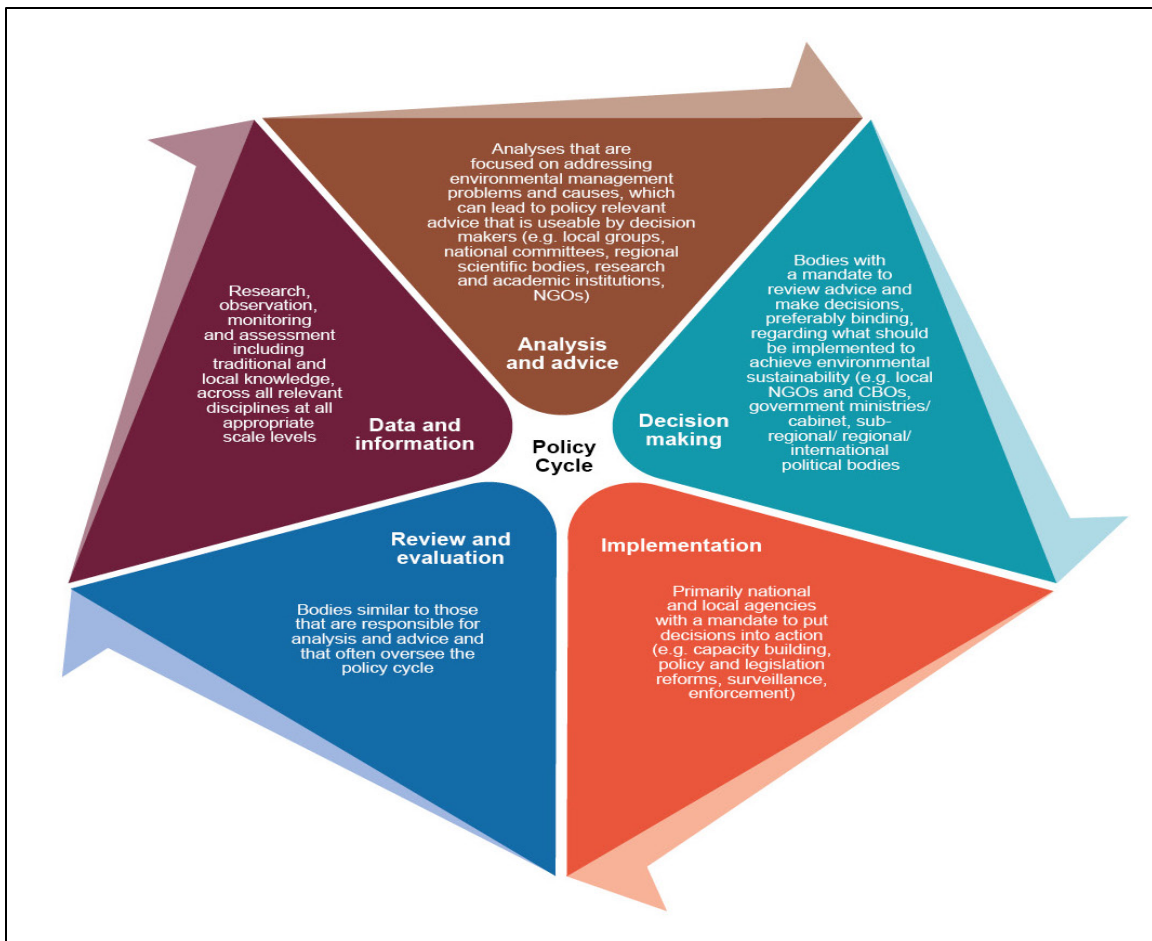 Analyses that are
focused on addressing
environmental management
problems and causes, which
can lead to policy relevant
advice that is useable by decision
makers (e.g. local groups,
national committees, regional
scientific bodies, research
and academic institutions,
NGOs)
Analysis
and advice
Bodies with
a mandate to
review advice and
make decisions,
preferably binding,
regarding what should
be implemented to
achieve environmental
sustainability (e.g. local
NGOs and CBOs,
government ministries/
cabinet, sub-
regional/ regional/
international
political bodies
Decision
making
Implementation
Primarily national
and local agencies
with a mandate to put
decisions into action
(e.g. capacity building,
policy and legislation
reforms, surveillance,
enforcement)
Review and
evaluation
Bodies similar to those
that are responsible for
analysis and advice and
that often oversee the
policy cycle
Research,
observation,
monitoring
and assessment
including
traditional and
local knowledge,
across all relevant
disciplines at all
appropriate
scale levels
Data and
information
Policy
Cycle